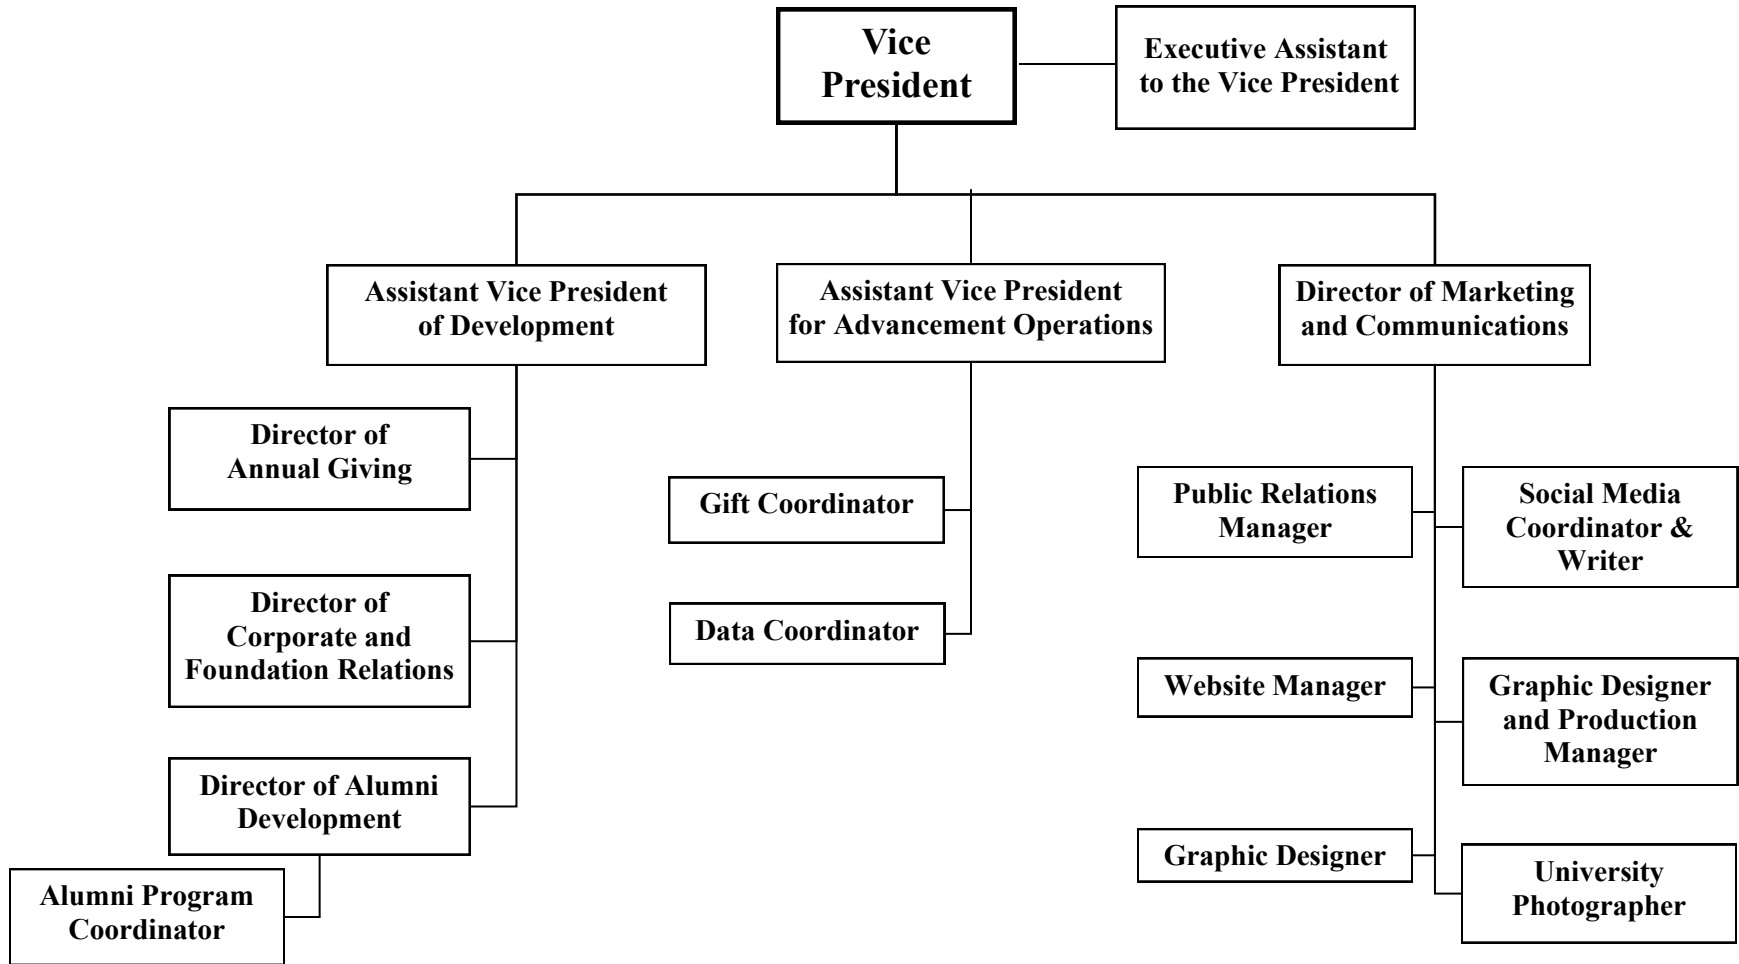 Vice
President
Executive Assistant
to the Vice President
Assistant Vice President
of Development
Assistant Vice President
for Advancement Operations
Director of Marketing
and Communications
Director of
Annual Giving
Director of
Corporate and
Foundation Relations
Director of Alumni
Development
Alumni Program
Coordinator
Gift Coordinator
Data Coordinator
Public Relations
Manager
Social Media
Coordinator &
Writer
Website Manager
Graphic Designer
and Production
Manager
Graphic Designer
University
Photographer